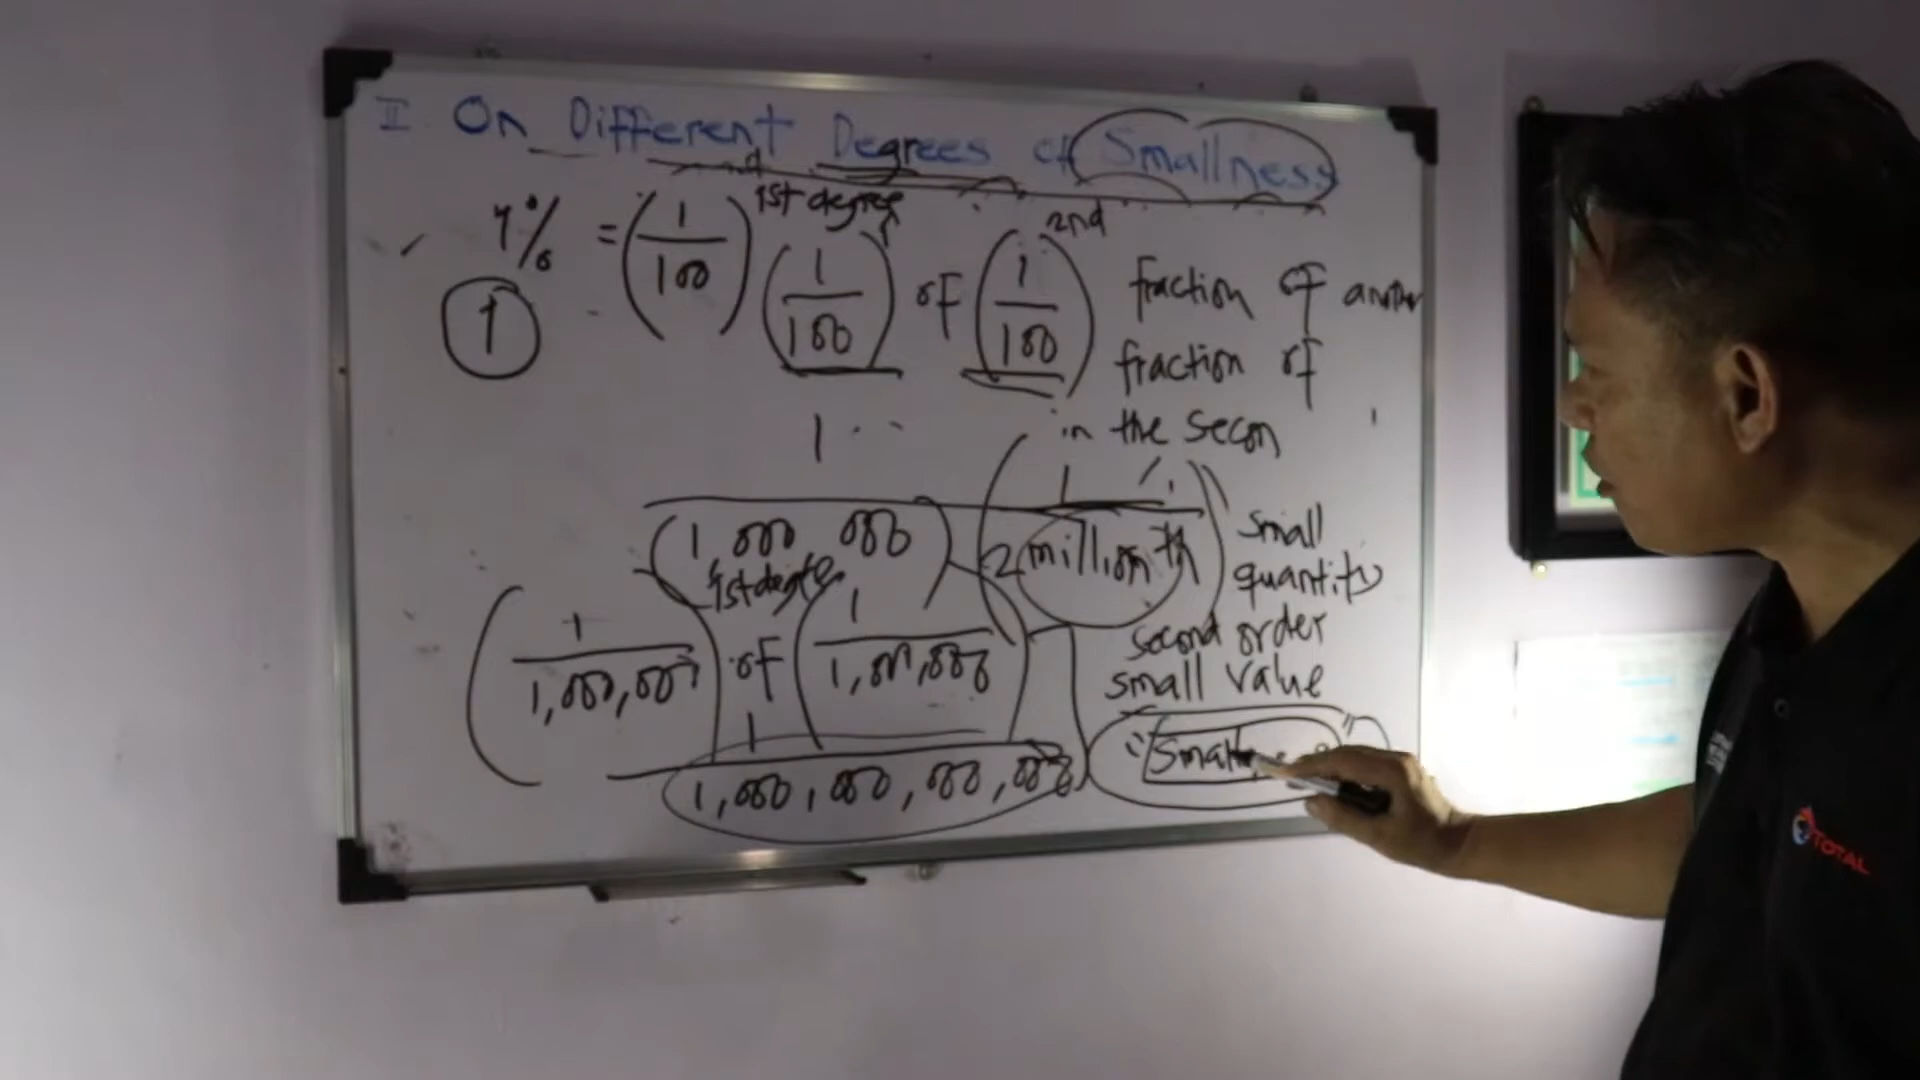 II On Different Degrees of Smallness
1% = (1/100) 1st degree 2nd
(1/100) of (1/100) fraction of another
1 fraction of
in the secon
1
1,000,000
1
millionth small
quantity
1st degree
second order
small value
(1/1,000,000) of (1/1,000,000)
1
1,000,000,000,000
"Small
TOTAL